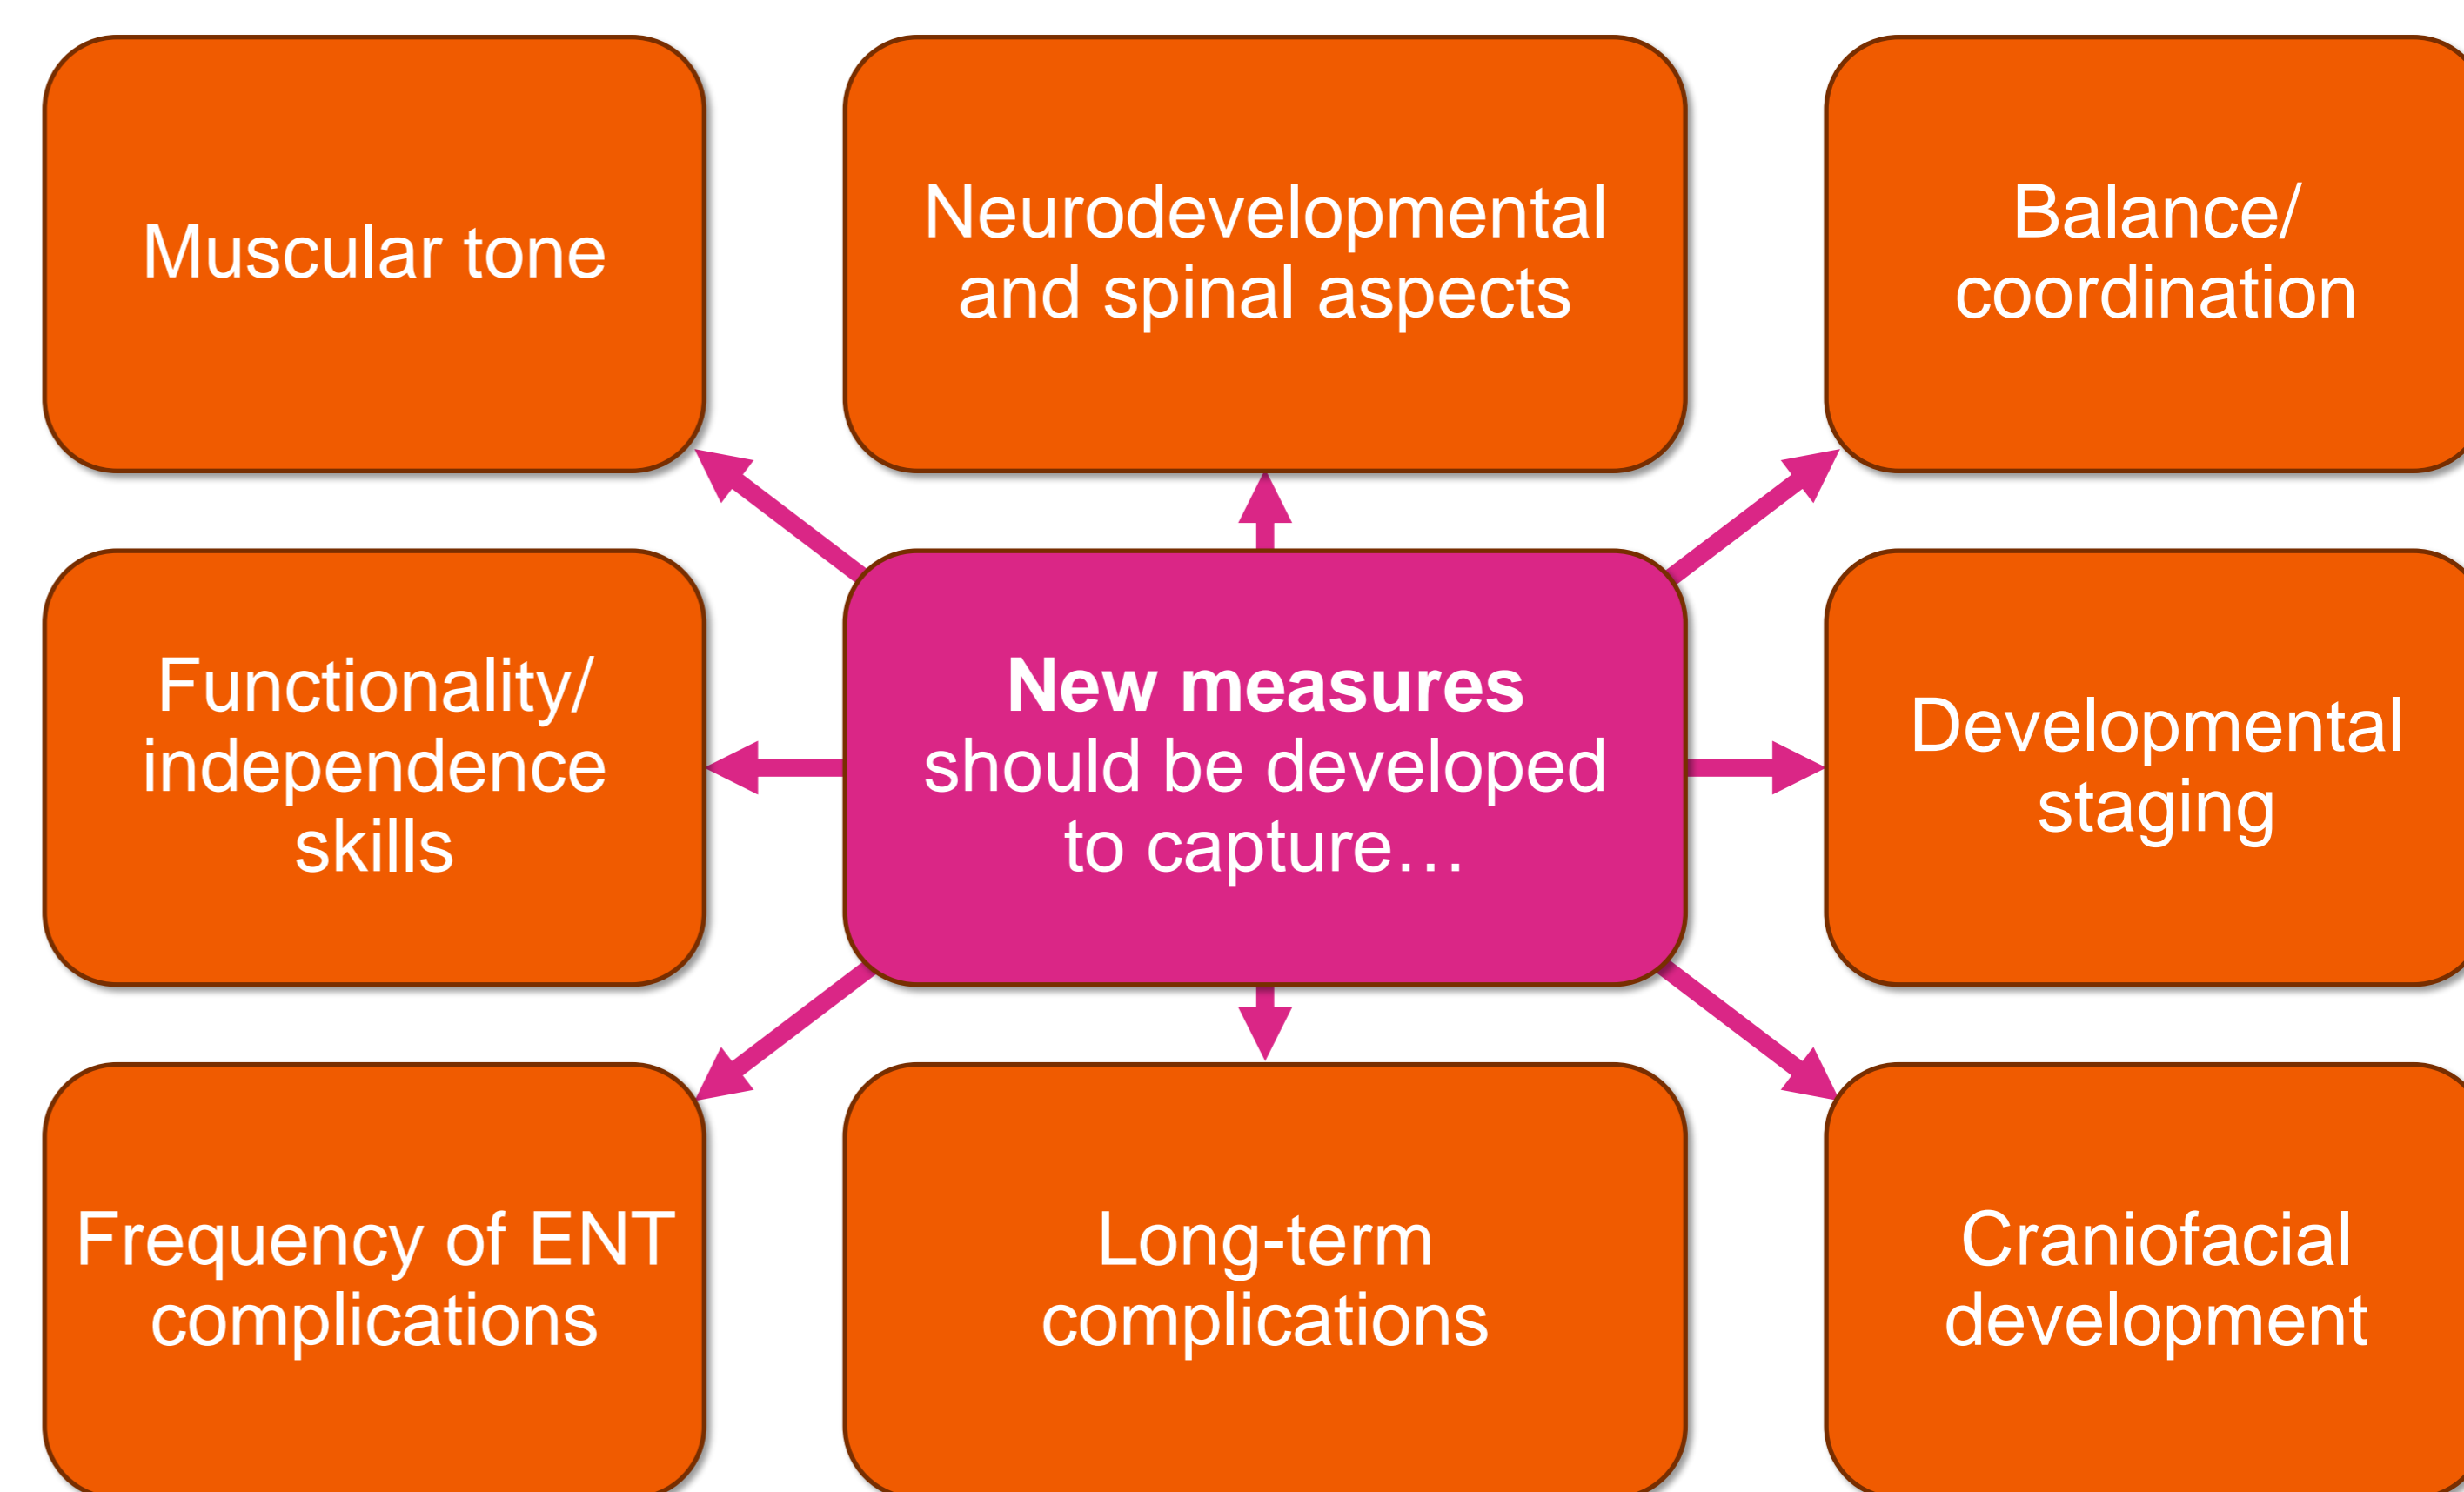 Muscular tone
Neurodevelopmental
and spinal aspects
Balance/
coordination
Functionality/
independence
skills
New measures
should be developed
to capture…
Developmental
staging
Frequency of ENT
complications
Long-term
complications
Craniofacial
development